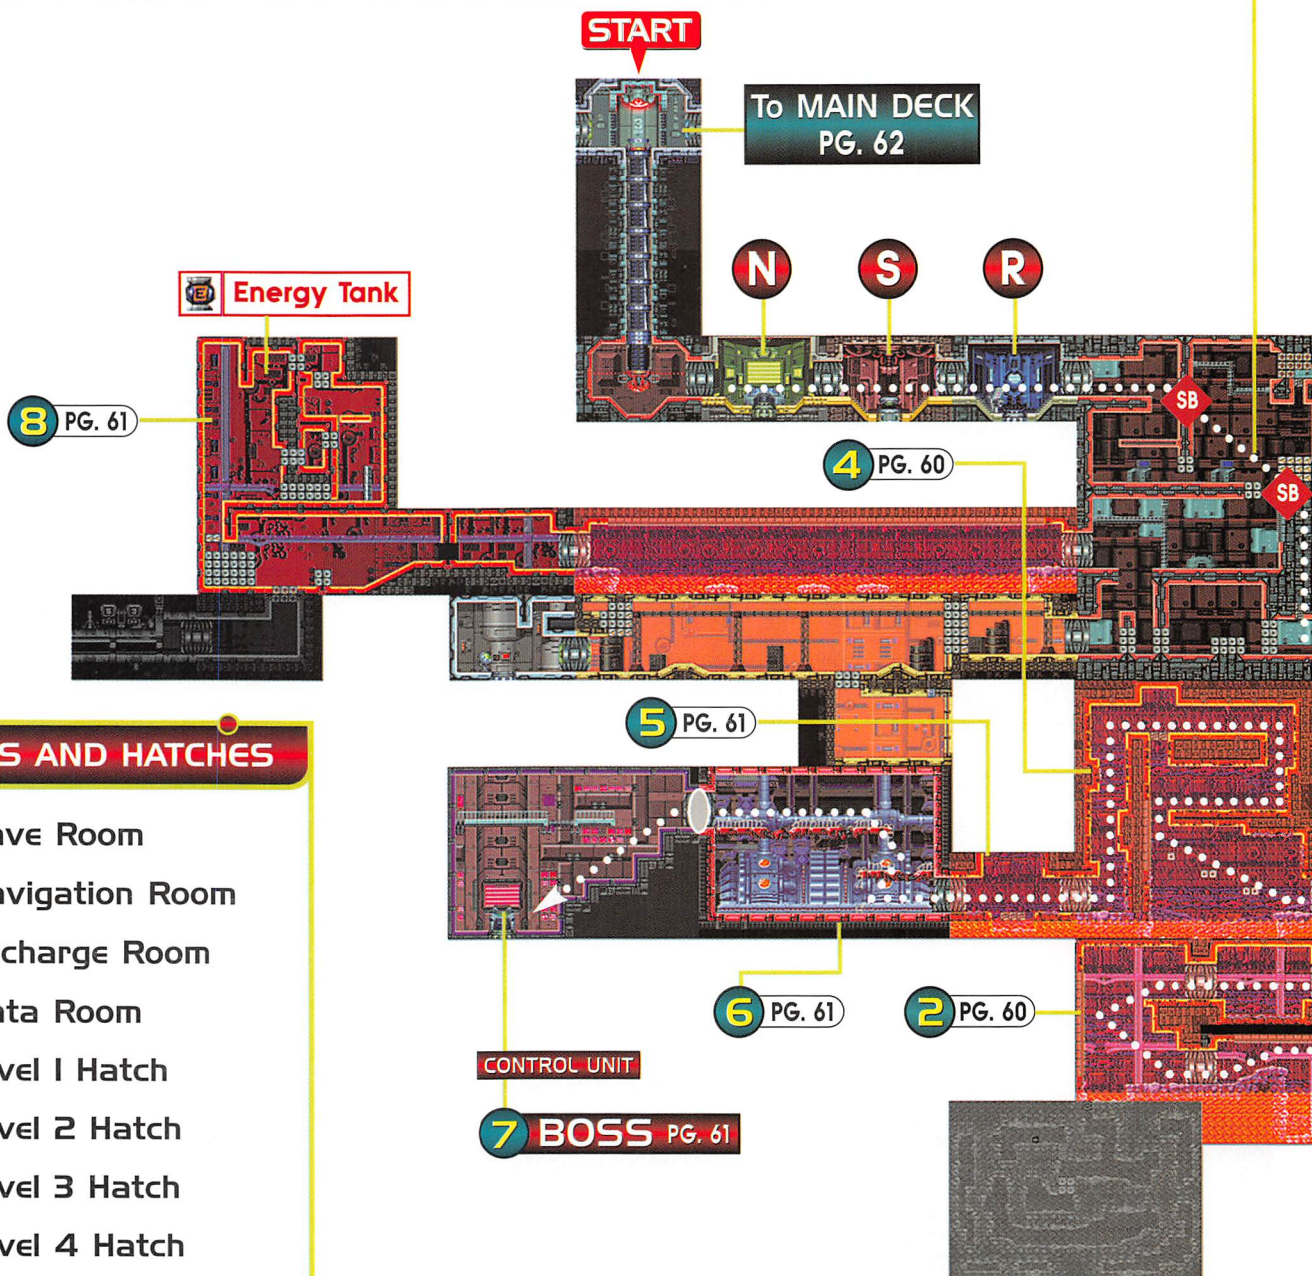 START
To MAIN DECK
PG. 62
N
S
R
Energy Tank
8 PG. 61
SB
4 PG. 60
SB
5 PG. 61
S AND HATCHES
ave Room
avigation Room
charge Room
ata Room
vel 1 Hatch
vel 2 Hatch
vel 3 Hatch
vel 4 Hatch
6 PG. 61
2 PG. 60
CONTROL UNIT
7 BOSS PG. 61